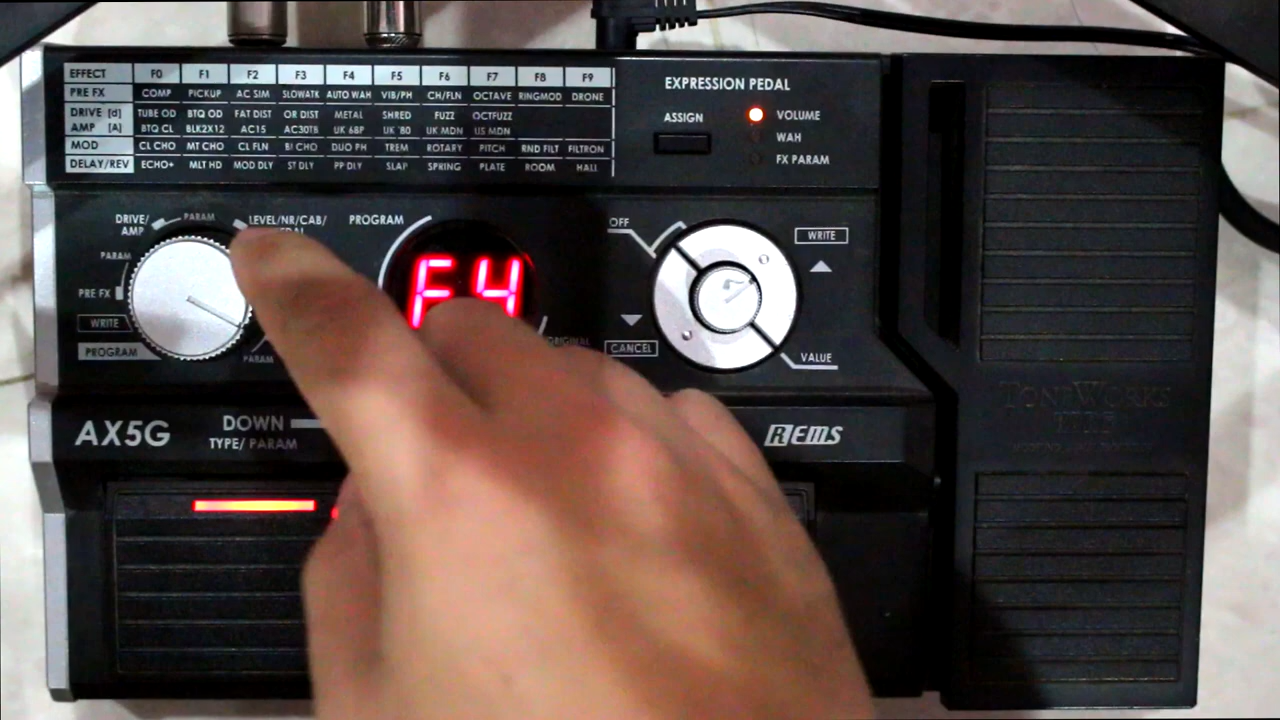 EFFECT F0 F1 F2 F3 F4 F5 F6 F7 F8 F9
PRE FX COMP PICKUP AC SIM SLOWATK AUTO WAH VIB/PH CH/FLN OCTAVE RINGMOD DRONE
DRIVE [d] TUBE OD BTQ OD FAT DIST OR DIST METAL SHRED FUZZ OCTFUZZ
AMP [A] BTQ CL BLK2X12 AC15 AC30TB UK 68P UK '80 UK MDN US MDN
MOD CL CHO MT CHO CL FLN BI CHO DUO PH TREM ROTARY PITCH RND FILT FILTRON
DELAY/REV ECHO+ MLT HD MOD DLY ST DLY PP DLY SLAP SPRING PLATE ROOM HALL
EXPRESSION PEDAL
ASSIGN
VOLUME
WAH
FX PARAM
DRIVE/
AMP
PARAM
LEVEL/NR/CAB/
PARAM
PRE FX
WRITE
PROGRAM
PARAM
PROGRAM
F4
ORIGINAL
OFF
WRITE
CANCEL
VALUE
AX5G
DOWN
TYPE/ PARAM
REMS
TONEWORKS